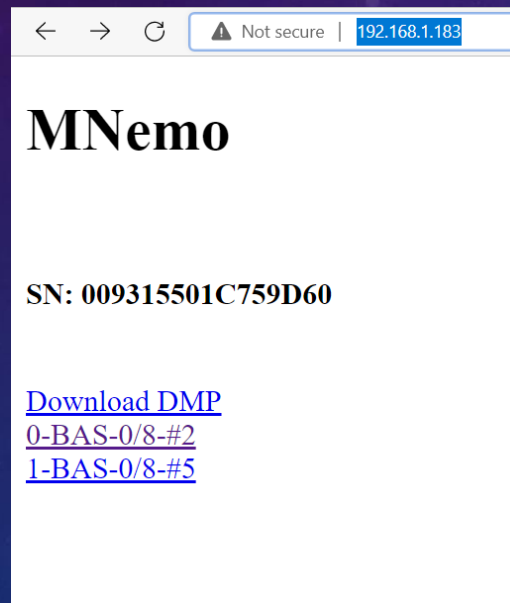 Not secure | 192.168.1.183
MNemo
SN: 009315501C759D60
Download DMP
0-BAS-0/8-#2
1-BAS-0/8-#5